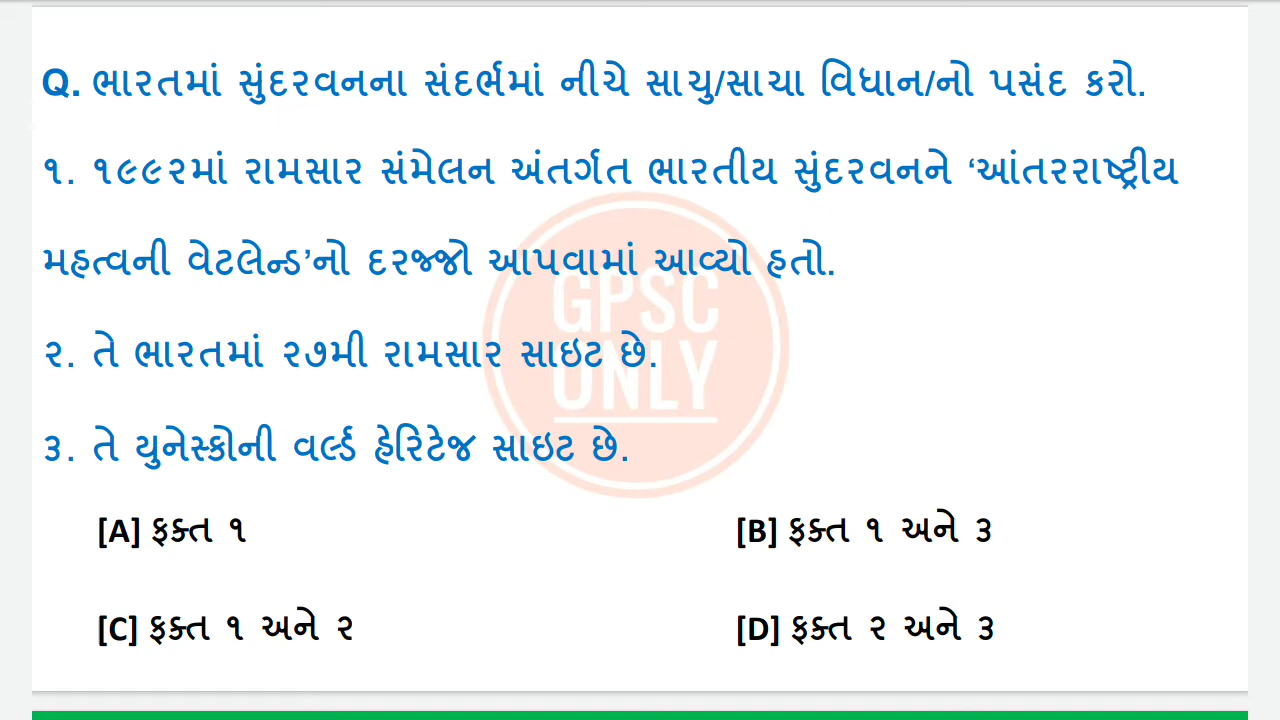 Q. ભારતમાં સુંદરવનના સંદર્ભમાં નીચે સાચુ/સાચા વિધાન/નો પસંદ કરો.
૧. ૧૯૯૨માં રામસાર સંમેલન અંતર્ગત ભારતીય સુંદરવનને ‘આંતરરાષ્ટ્રીય
મહત્વની વેટલેન્ડ’નો દરજ્જો આપવામાં આવ્યો હતો.
૨. તે ભારતમાં ૨૭મી રામસાર સાઇટ છે.
૩. તે યુનેસ્કોની વર્લ્ડ હેરિટેજ સાઇટ છે.
[A] ફક્ત ૧ [B] ફક્ત ૧ અને ૩
[C] ફક્ત ૧ અને ૨ [D] ફક્ત ૨ અને ૩
GPSC
ONLY